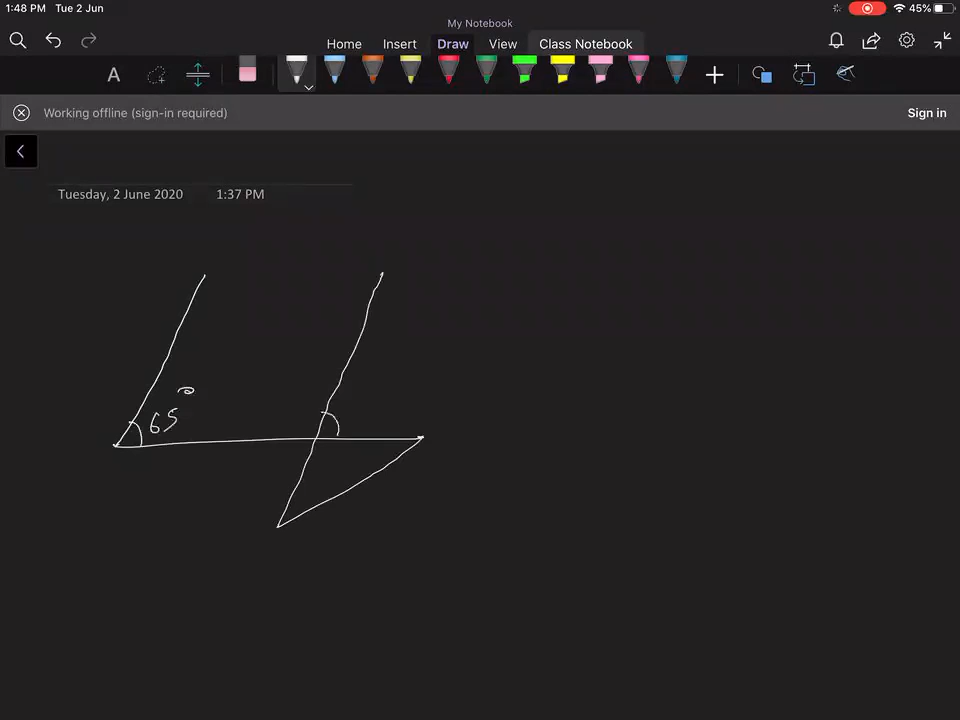 1:48 PM Tue 2 Jun 45%
My Notebook
Home Insert Draw View Class Notebook
A
Working offline (sign-in required) Sign in
Tuesday, 2 June 2020 1:37 PM
65°